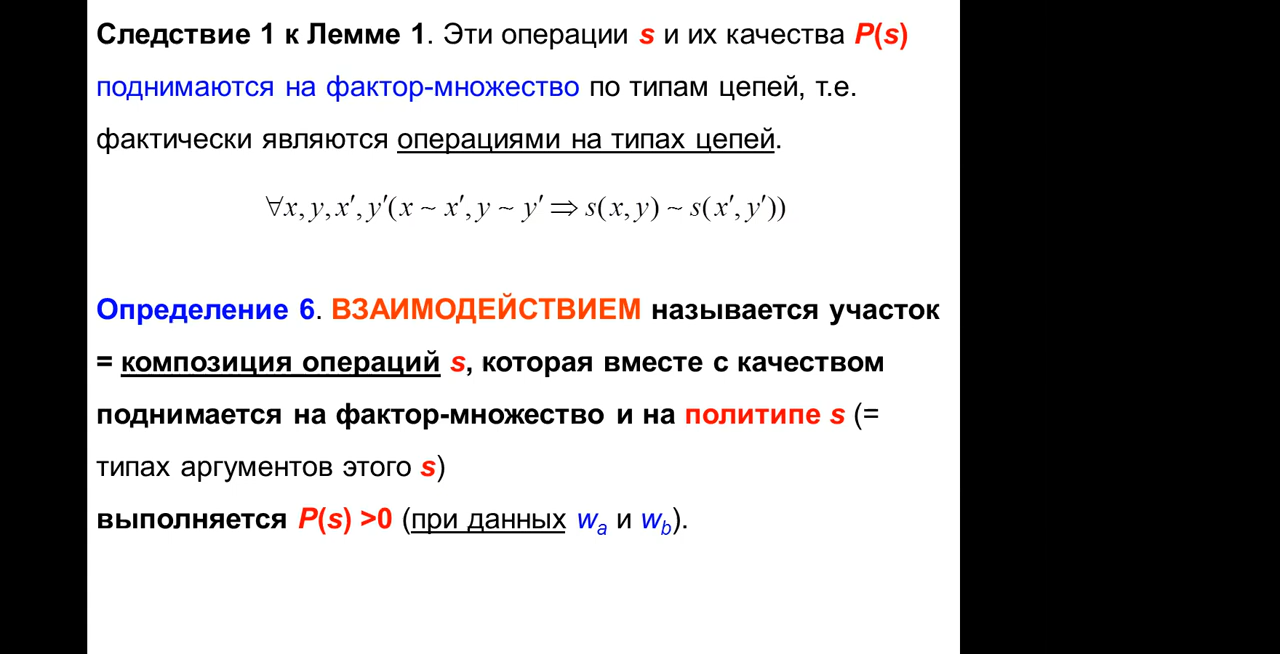 Следствие 1 к Лемме 1. Эти операции s и их качества P(s)
поднимаются на фактор-множество по типам цепей, т.е.
фактически являются операциями на типах цепей.
∀x, y, x′, y′(x ~ x′, y ~ y′ ⇒ s(x, y) ~ s(x′, y′))
Определение 6. ВЗАИМОДЕЙСТВИЕМ называется участок
= композиция операций s, которая вместе с качеством
поднимается на фактор-множество и на политипе s (=
типах аргументов этого s)
выполняется P(s) >0 (при данных wₐ и w_b).